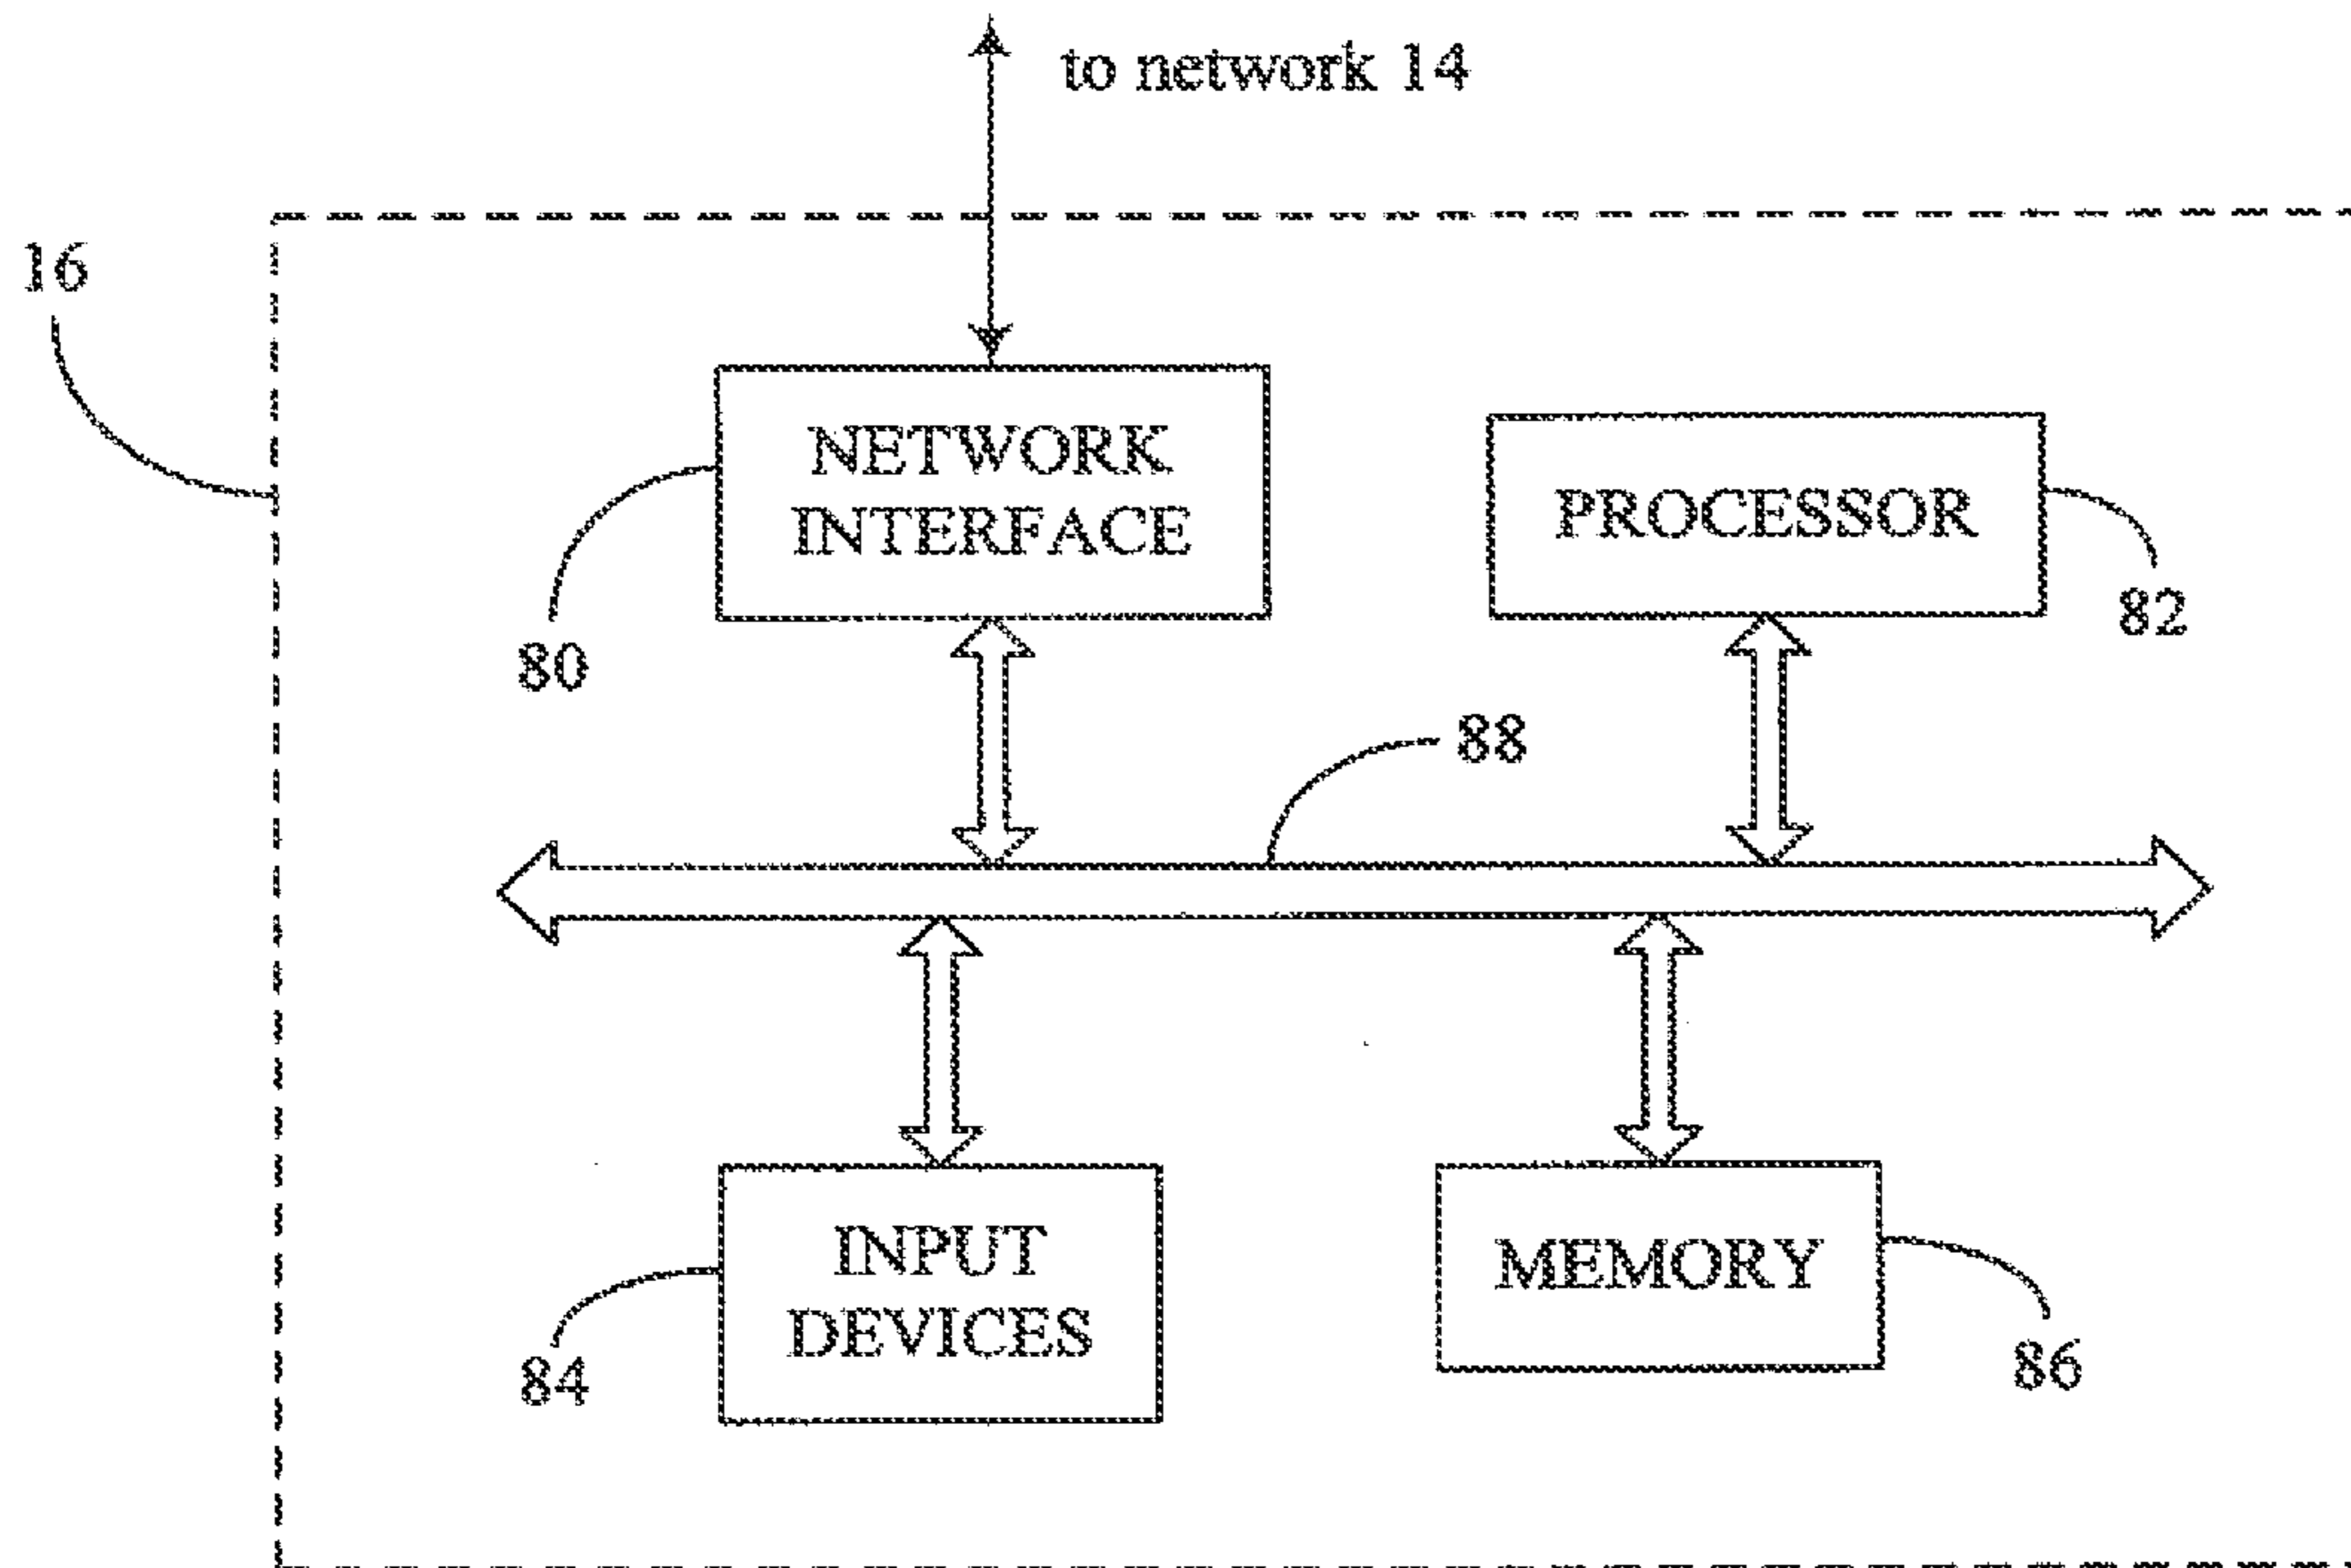 to network 14
16
NETWORK
INTERFACE
PROCESSOR
80
82
88
INPUT
DEVICES
MEMORY
84
86